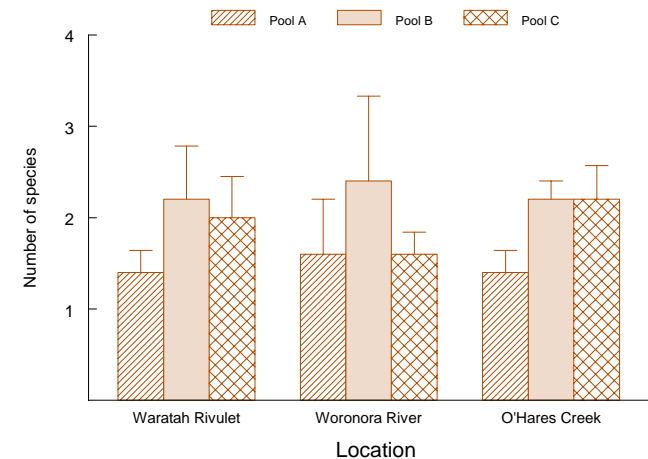 Pool A Pool B Pool C
4
3
2
1
Number of species
Waratah Rivulet Woronora River O'Hares Creek
Location